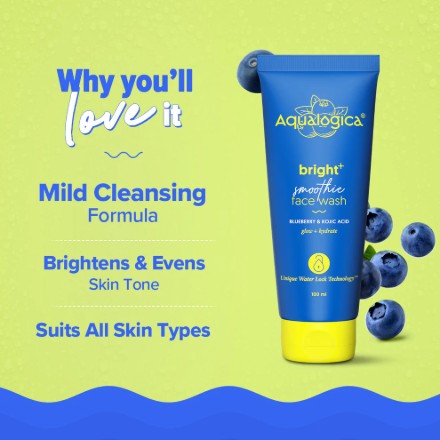 Why you'll
love it
Mild Cleansing
Formula
Brightens & Evens
Skin Tone
Suits All Skin Types
Aqualogica®
bright+
smoothie
face wash
BLUEBERRY & KOJIC ACID
glow + hydrate
Unique Water Lock Technology™
100 ml